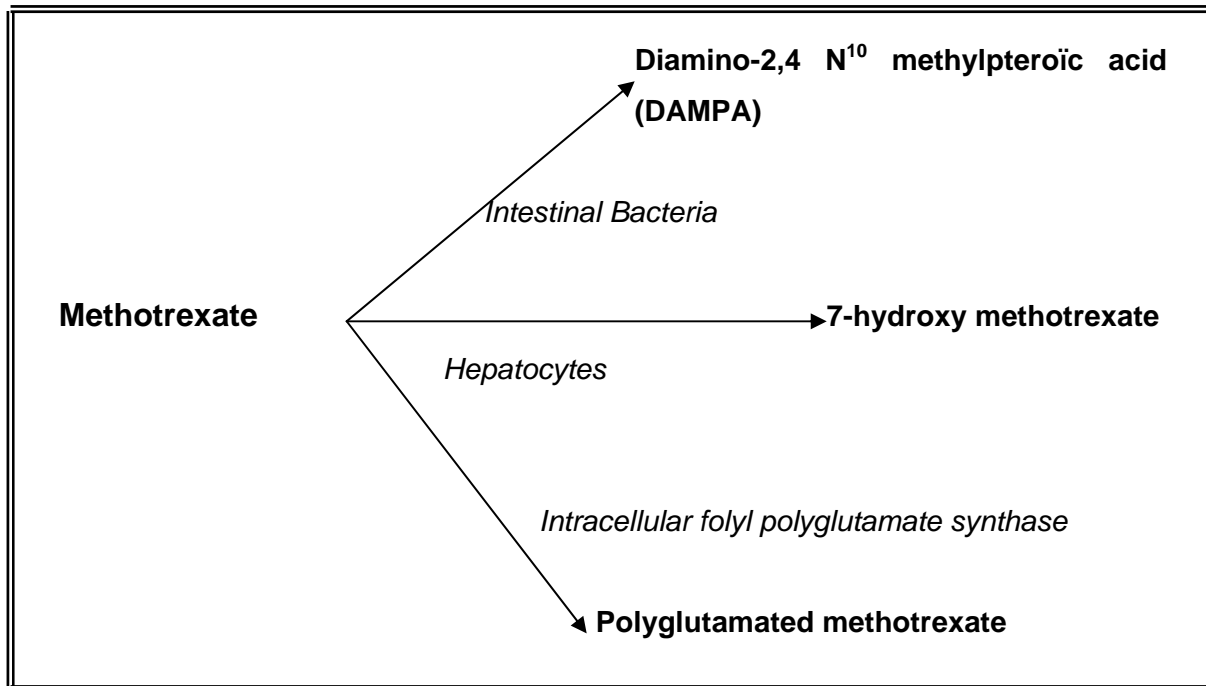 Diamino-2,4 N¹⁰ methylpteroïc acid
(DAMPA)
Intestinal Bacteria
Methotrexate
7-hydroxy methotrexate
Hepatocytes
Intracellular folyl polyglutamate synthase
Polyglutamated methotrexate